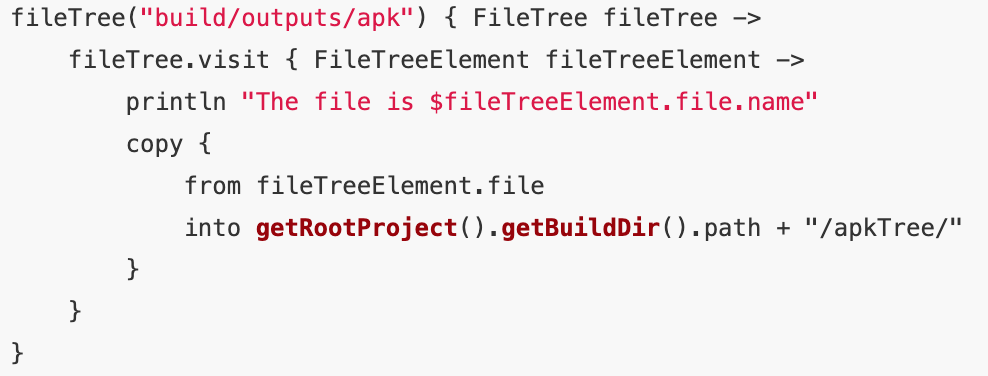 fileTree("build/outputs/apk") { FileTree fileTree ->
    fileTree.visit { FileTreeElement fileTreeElement ->
        println "The file is $fileTreeElement.file.name"
        copy {
            from fileTreeElement.file
            into getRootProject().getBuildDir().path + "/apkTree/"
        }
    }
}